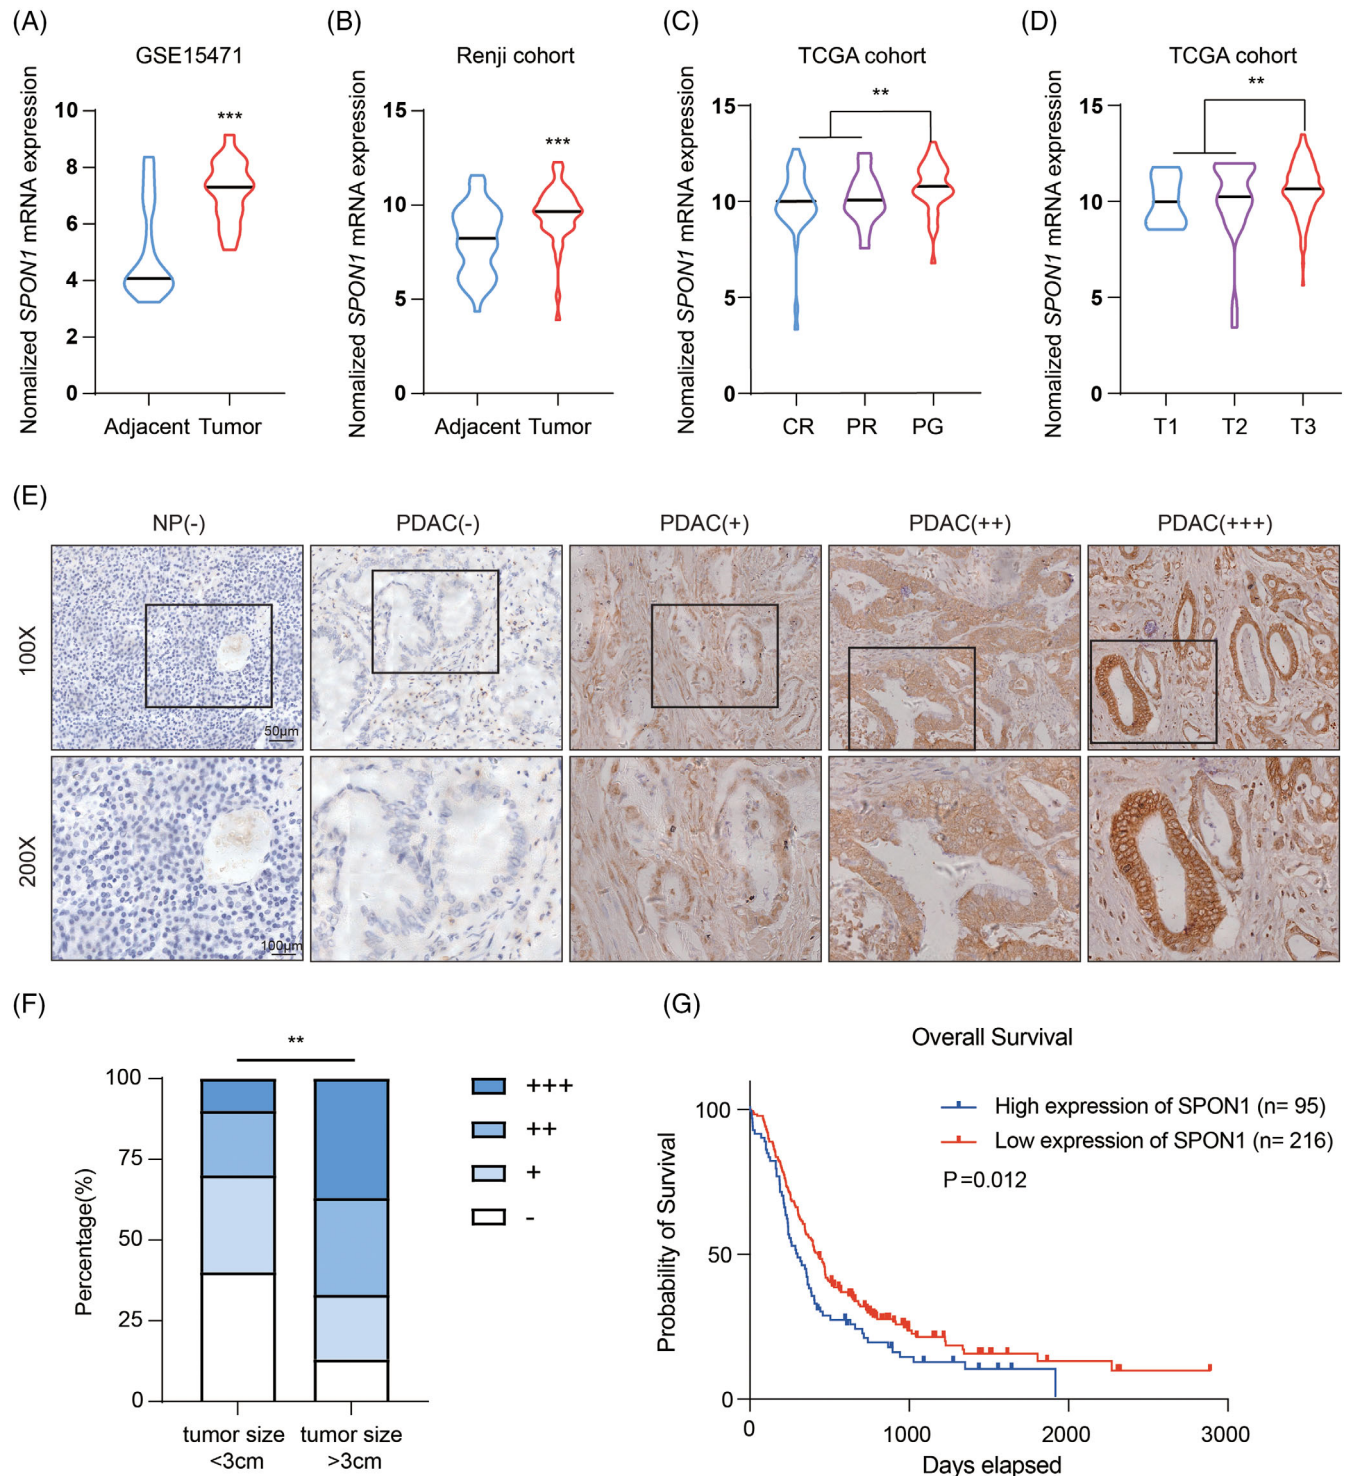 (A)
GSE15471
Nomalized SPON1 mRNA expression
10
8
6
4
2
0
***
Adjacent Tumor
(B)
Renji cohort
Nomalized SPON1 mRNA expression
15
10
5
0
***
Adjacent Tumor
(C)
TCGA cohort
Nomalized SPON1 mRNA expression
15
10
5
0
**
CR PR PG
(D)
TCGA cohort
Nomalized SPON1 mRNA expression
15
10
5
0
**
T1 T2 T3
(E)
NP(-) PDAC(-) PDAC(+) PDAC(++) PDAC(+++)
100X
50μm
200X
100μm
(F)
**
Percentage(%)
100
75
50
25
0
tumor size <3cm
tumor size >3cm
+++
++
+
-
(G)
Overall Survival
High expression of SPON1 (n= 95)
Low expression of SPON1 (n= 216)
P=0.012
Probability of Survival
100
50
0
0 1000 2000 3000
Days elapsed